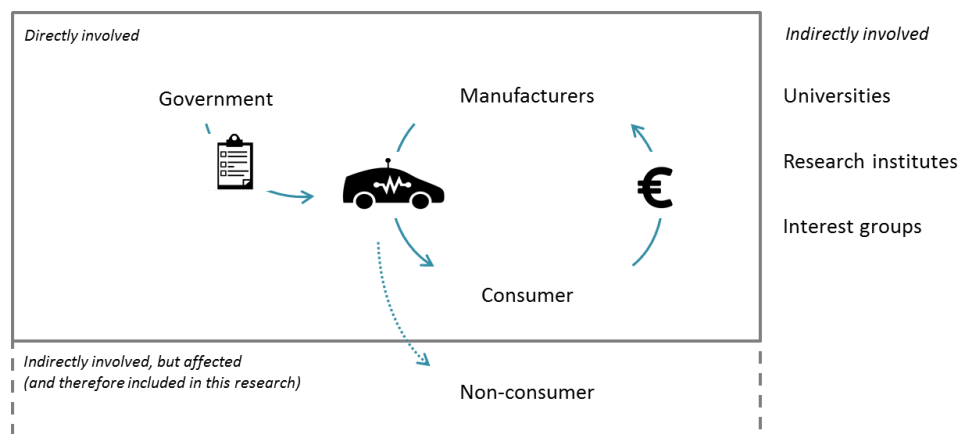 Directly involved
Indirectly involved
Government
Manufacturers
Universities
Research institutes
€
Interest groups
Consumer
Indirectly involved, but affected
(and therefore included in this research)
Non-consumer